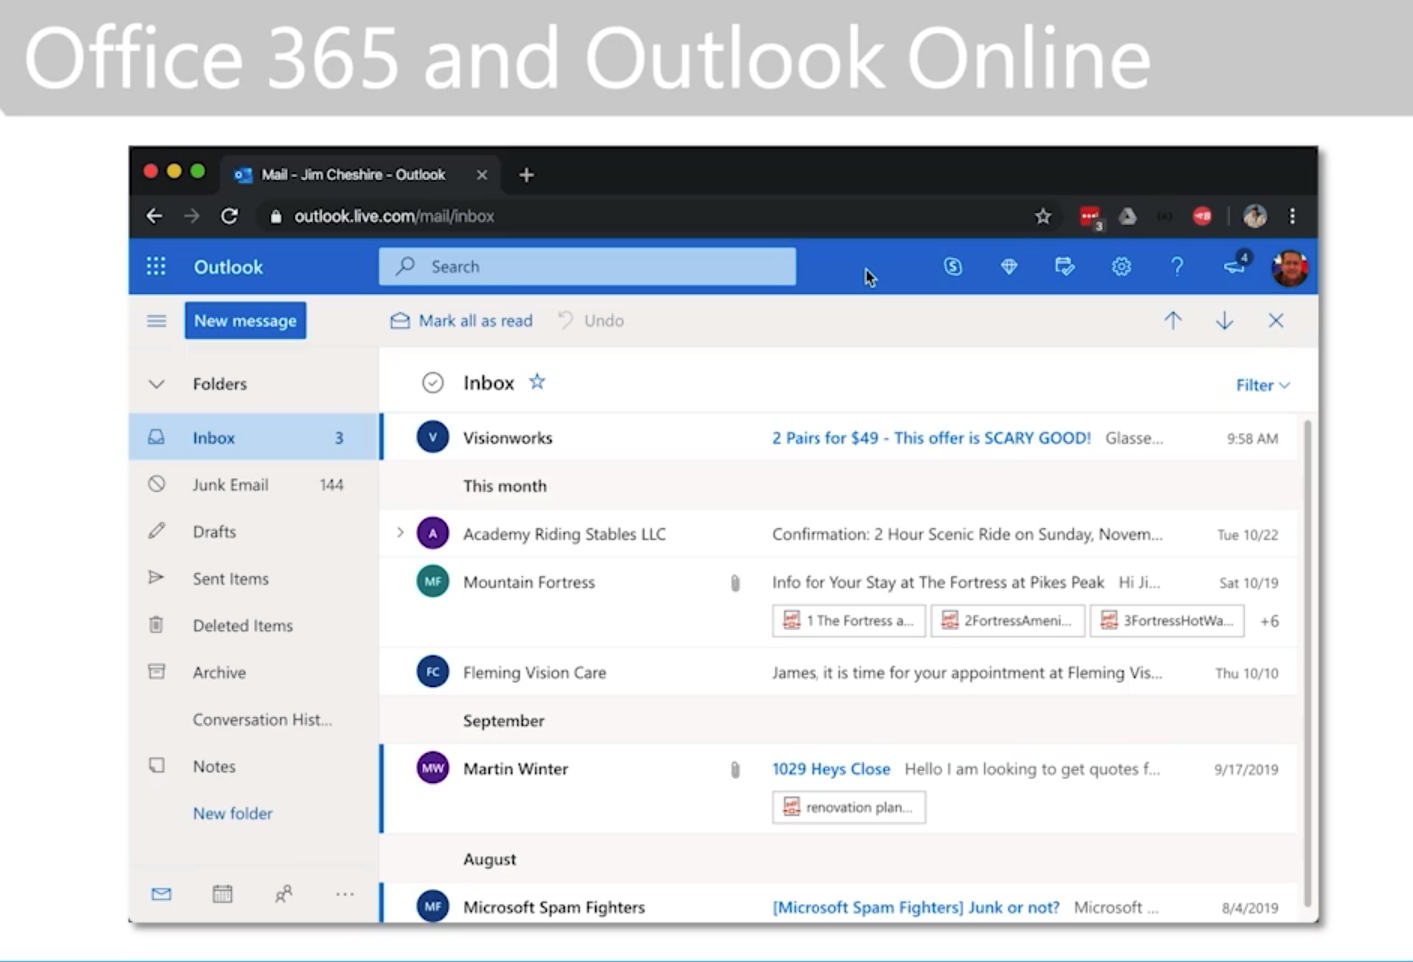 Office 365 and Outlook Online
Mail - Jim Cheshire - Outlook
outlook.live.com/mail/inbox
3
Outlook
Search
4
New message
Mark all as read
Undo
Folders
Inbox
Filter
Inbox 3
Visionworks 2 Pairs for $49 - This offer is SCARY GOOD! Glasse... 9:58 AM
Junk Email 144
This month
Drafts
Academy Riding Stables LLC Confirmation: 2 Hour Scenic Ride on Sunday, Novem... Tue 10/22
Sent Items
Mountain Fortress Info for Your Stay at The Fortress at Pikes Peak Hi Ji... Sat 10/19
Deleted Items
1 The Fortress a... 2FortressAmeni... 3FortressHotWa... +6
Archive
Fleming Vision Care James, it is time for your appointment at Fleming Vis... Thu 10/10
Conversation Hist...
September
Notes
Martin Winter 1029 Heys Close Hello I am looking to get quotes f... 9/17/2019
renovation plan...
New folder
August
Microsoft Spam Fighters [Microsoft Spam Fighters] Junk or not? Microsoft ... 8/4/2019
V
A
MF
FC
MW
MF